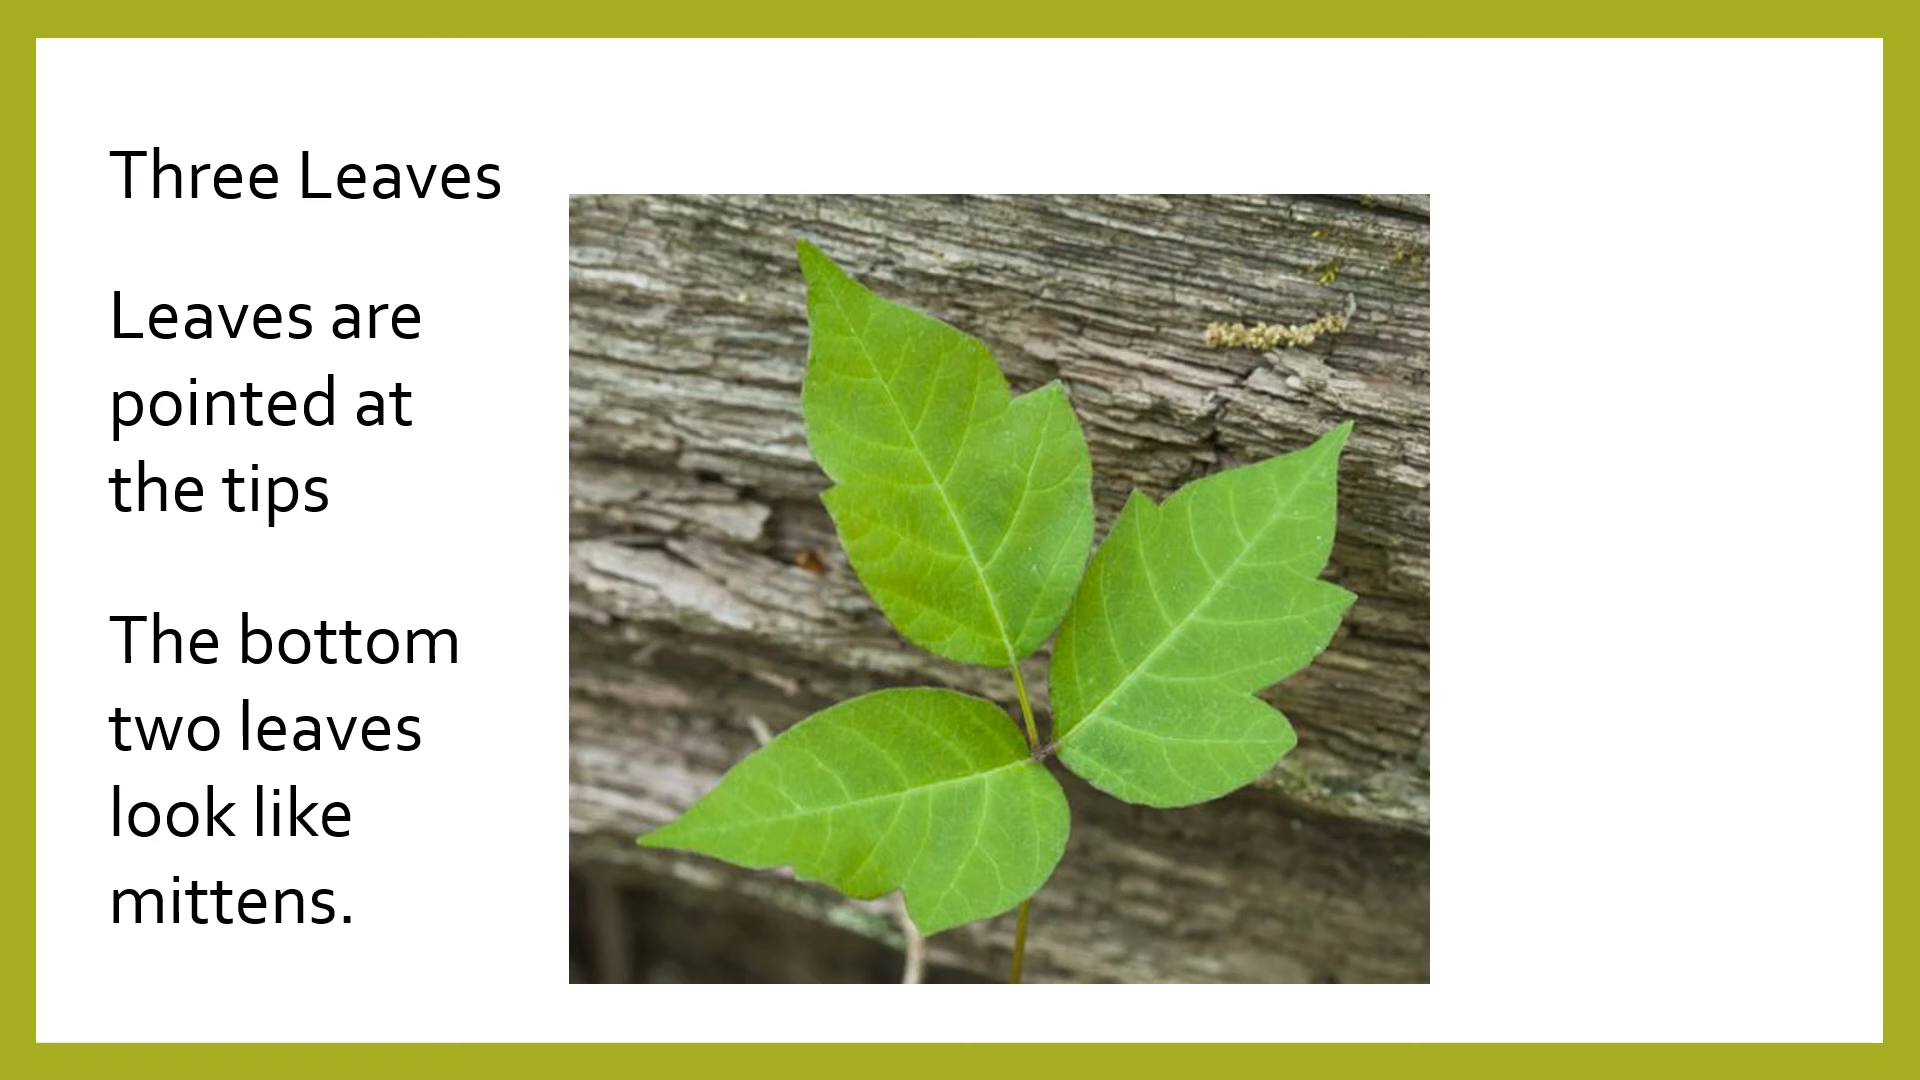 Three Leaves
Leaves are
pointed at
the tips
The bottom
two leaves
look like
mittens.